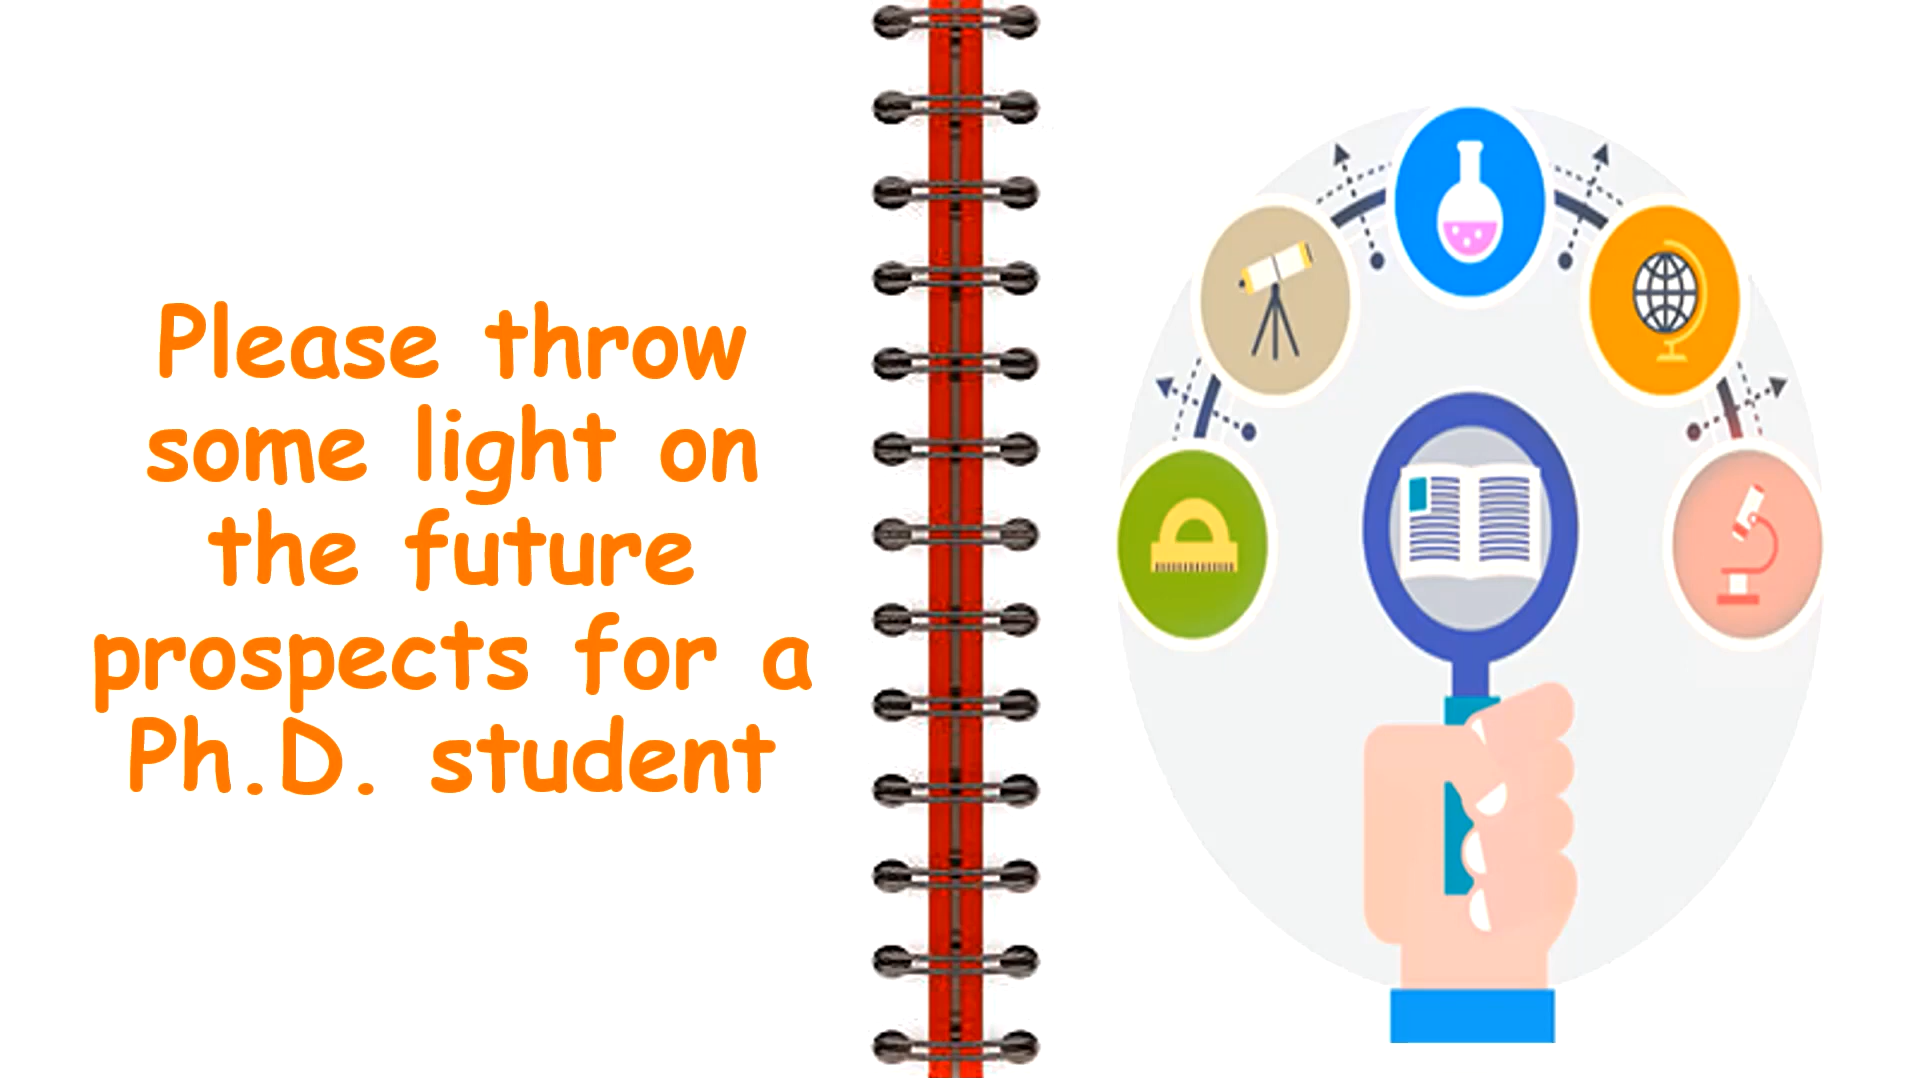 Please throw
some light on
the future
prospects for a
Ph.D. student